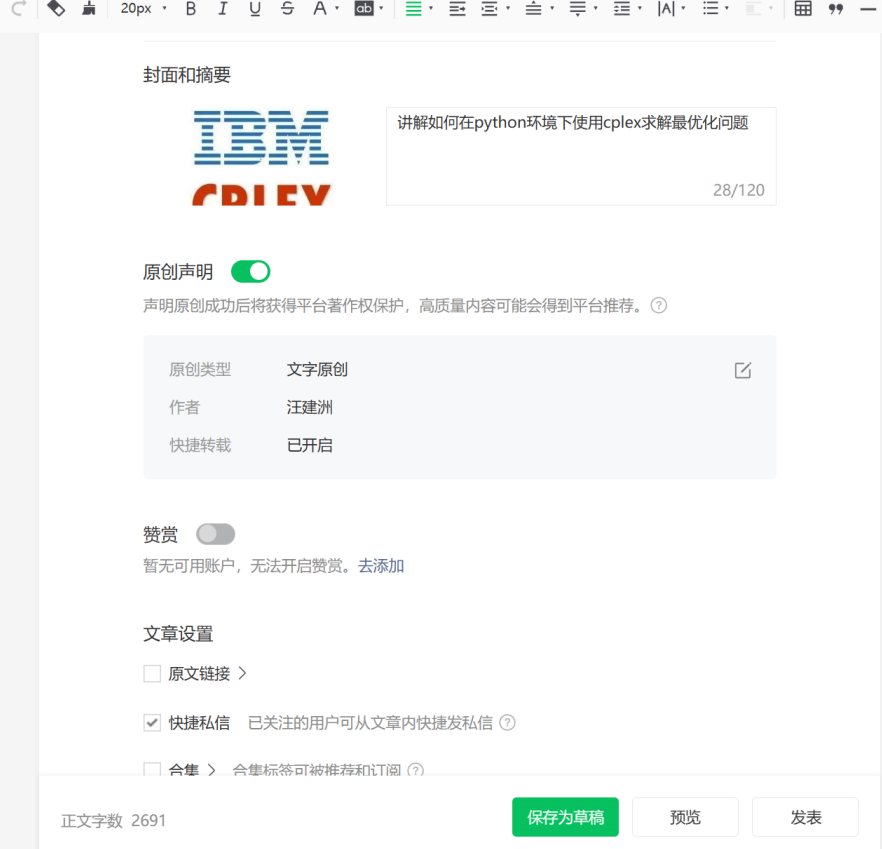 20px B I U S A ab |A|
封面和摘要
IBM
CPLEX
讲解如何在python环境下使用cplex求解最优化问题
28/120
原创声明
声明原创成功后将获得平台著作权保护，高质量内容可能会得到平台推荐。 ?
原创类型 文字原创
作者 汪建洲
快捷转载 已开启
赞赏
暂无可用账户，无法开启赞赏。去添加
文章设置
原文链接
快捷私信 已关注的用户可从文章内快捷发私信 ?
合集 合集标签可被推荐和订阅 ?
正文字数 2691 保存为草稿 预览 发表